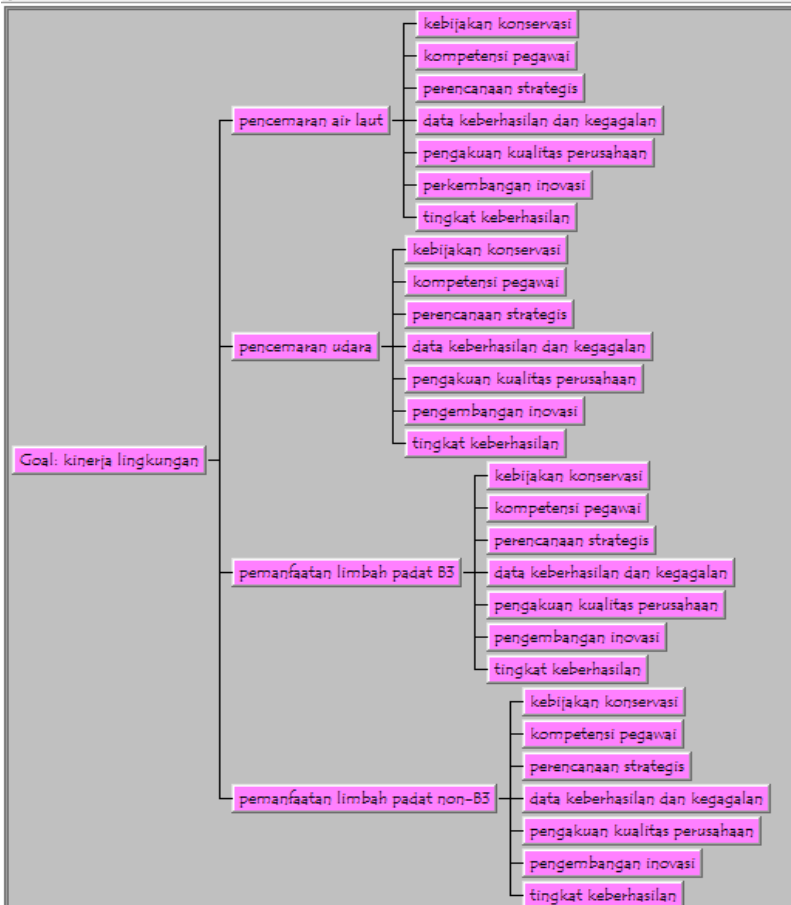 Goal: kinerja lingkungan
pencemaran air laut
kebijakan konservasi
kompetensi pegawai
perencanaan strategis
data keberhasilan dan kegagalan
pengakuan kualitas perusahaan
perkembangan inovasi
tingkat keberhasilan
pencemaran udara
kebijakan konservasi
kompetensi pegawai
perencanaan strategis
data keberhasilan dan kegagalan
pengakuan kualitas perusahaan
pengembangan inovasi
tingkat keberhasilan
pemanfaatan limbah padat B3
kebijakan konservasi
kompetensi pegawai
perencanaan strategis
data keberhasilan dan kegagalan
pengakuan kualitas perusahaan
pengembangan inovasi
tingkat keberhasilan
pemanfaatan limbah padat non-B3
kebijakan konservasi
kompetensi pegawai
perencanaan strategis
data keberhasilan dan kegagalan
pengakuan kualitas perusahaan
pengembangan inovasi
tingkat keberhasilan